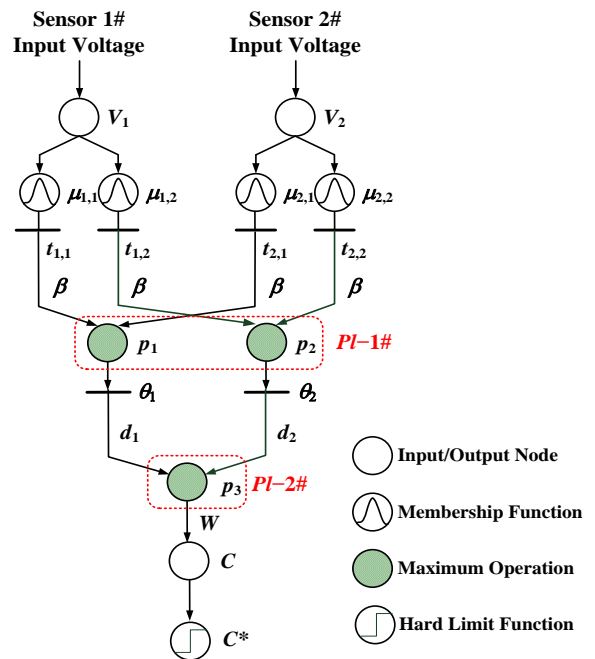 Sensor 1#
Input Voltage
Sensor 2#
Input Voltage
V1
V2
μ1,1
μ1,2
μ2,1
μ2,2
t1,1
t1,2
t2,1
t2,2
β
β
β
β
p1
p2
Pl−1#
θ1
θ2
d1
d2
p3
Pl−2#
W
C
C*
Input/Output Node
Membership Function
Maximum Operation
Hard Limit Function